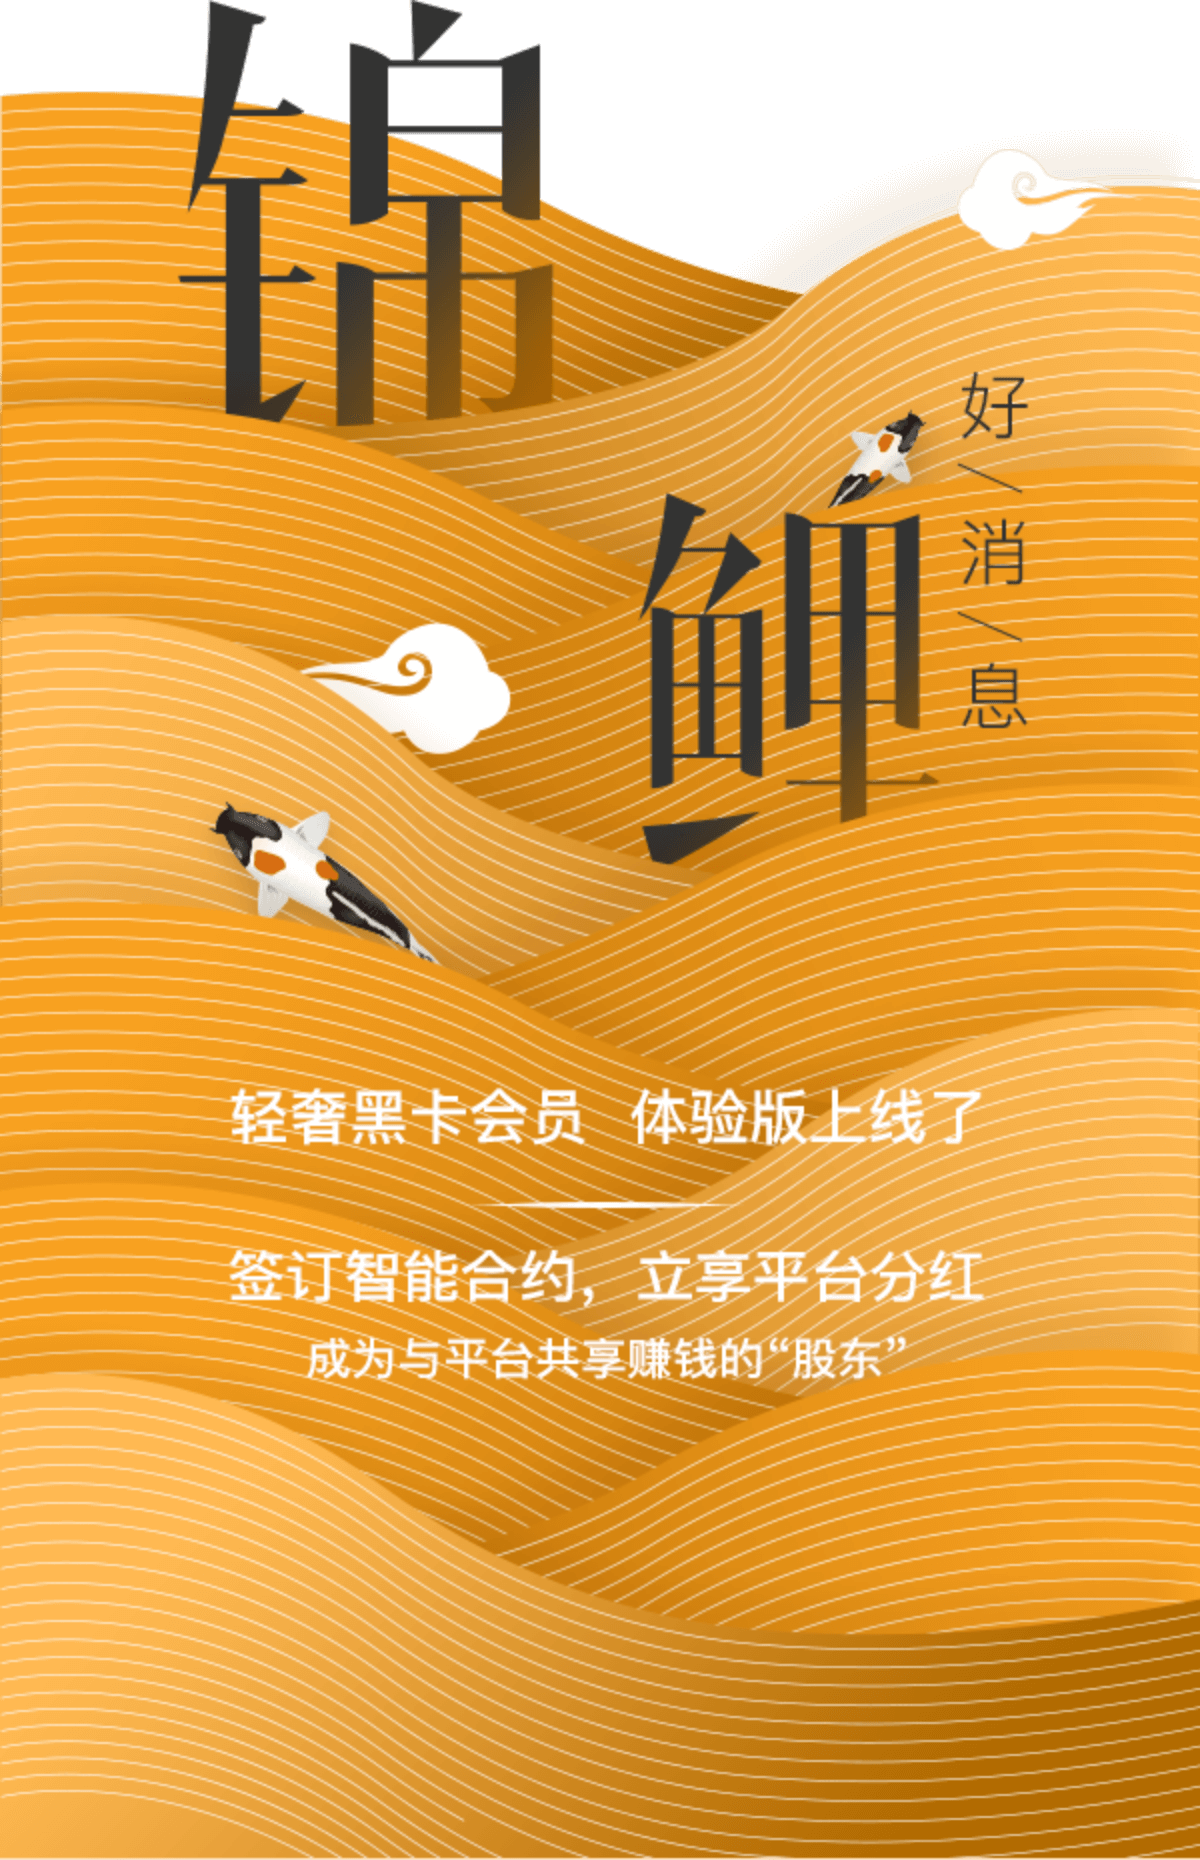 锦
鲤
好\消\息
轻奢黑卡会员 体验版上线了
签订智能合约，立享平台分红
成为与平台共享赚钱的“股东”